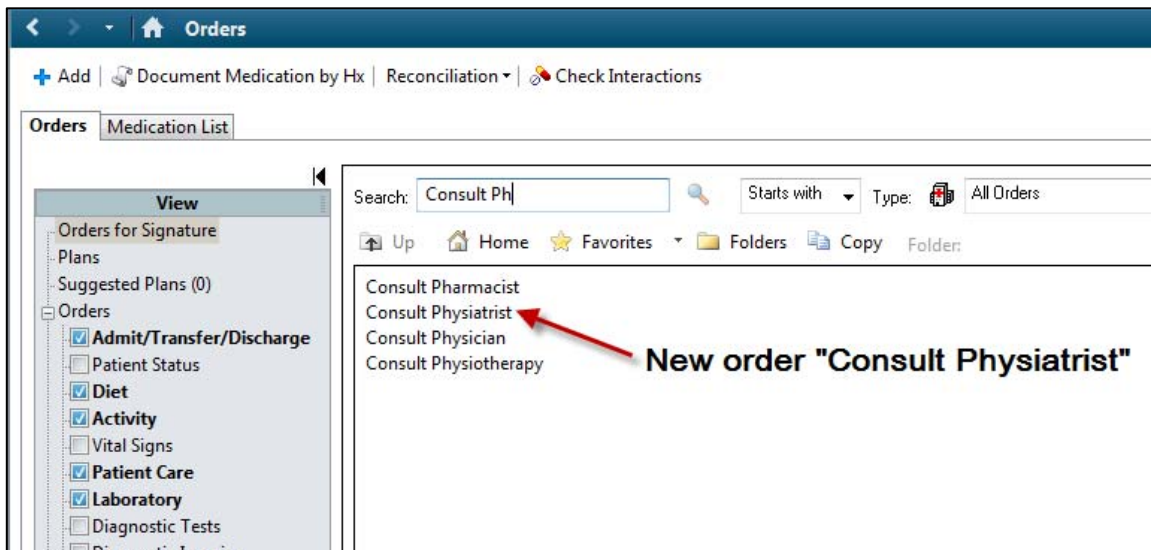 Orders
Add | Document Medication by Hx | Reconciliation | Check Interactions
Orders Medication List
View
Orders for Signature
Plans
Suggested Plans (0)
Orders
Admit/Transfer/Discharge
Patient Status
Diet
Activity
Vital Signs
Patient Care
Laboratory
Diagnostic Tests
Search: Consult Ph Starts with Type: All Orders
Up Home Favorites Folders Copy Folder:
Consult Pharmacist
Consult Physiatrist
Consult Physician
Consult Physiotherapy
New order "Consult Physiatrist"